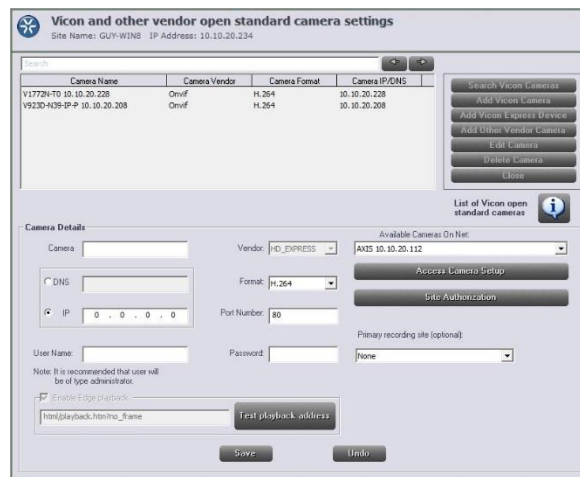 Vicon and other vendor open standard camera settings
Site Name: GUY-WIN8 IP Address: 10.10.20.234
Search
Camera Name Camera Vendor Camera Format Camera IP/DNS
V1772N-T0 10.10.20.228 Onvif H.264 10.10.20.228
V923D-N39-IP-P 10.10.20.208 Onvif H.264 10.10.20.208
Search Vicon Cameras
Add Vicon Camera
Add Vicon Express Device
Add Other Vendor Camera
Edit Camera
Delete Camera
Close
List of Vicon open
standard cameras
Camera Details
Available Cameras On Net:
Camera Vendor: HD_EXPRESS AXIS 10.10.20.112
DNS Format: H.264 Access Camera Setup
Site Authorization
IP 0 . 0 . 0 . 0 Port Number: 80
Primary recording site (optional):
User Name: Password: None
Note: It is recommended that user will
be of type administrator.
Enable Edge playback
html/playback.htm?no_frame Test playback address
Save Undo